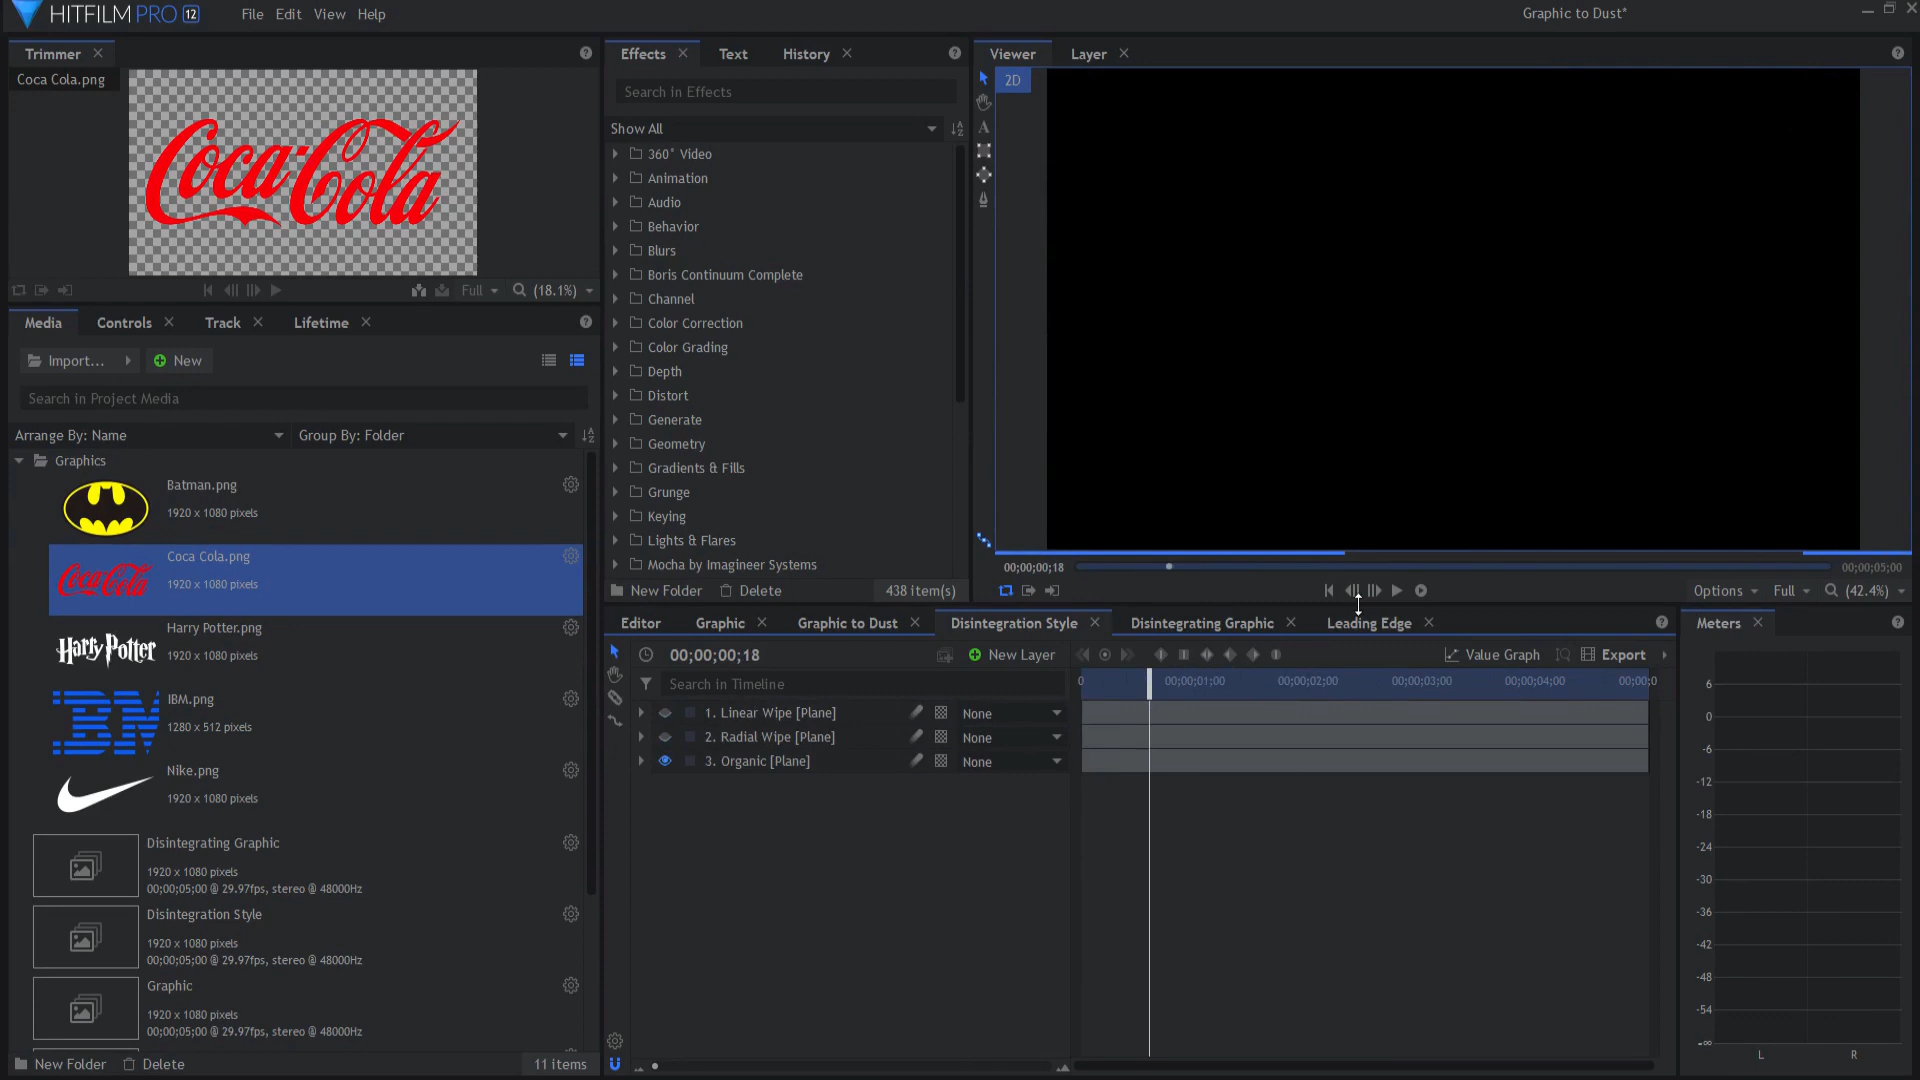 HITFILM PRO 12
File Edit View Help
Graphic to Dust*
Trimmer
Coca Cola.png
Coca-Cola
Full (18.1%)
Media Controls Track Lifetime
Import... New
Search in Project Media
Arrange By: Name Group By: Folder
Graphics
Batman.png
1920 x 1080 pixels
Coca-Cola
Coca Cola.png
1920 x 1080 pixels
Harry Potter
Harry Potter.png
1920 x 1080 pixels
IBM
IBM.png
1280 x 512 pixels
Nike.png
1920 x 1080 pixels
Disintegrating Graphic
1920 x 1080 pixels
00;00;05;00 @ 29.97fps, stereo @ 48000Hz
Disintegration Style
1920 x 1080 pixels
00;00;05;00 @ 29.97fps, stereo @ 48000Hz
Graphic
1920 x 1080 pixels
00;00;05;00 @ 29.97fps, stereo @ 48000Hz
New Folder Delete 11 items
Effects Text History
Search in Effects
Show All
360° Video
Animation
Audio
Behavior
Blurs
Boris Continuum Complete
Channel
Color Correction
Color Grading
Depth
Distort
Generate
Geometry
Gradients & Fills
Grunge
Keying
Lights & Flares
Mocha by Imagineer Systems
New Folder Delete 438 item(s)
Viewer Layer
2D
00;00;00;18 00;00;05;00
Options Full (42.4%)
Editor Graphic Graphic to Dust Disintegration Style Disintegrating Graphic Leading Edge
00;00;00;18 New Layer Value Graph Export
Search in Timeline
0 00;00;01;00 00;00;02;00 00;00;03;00 00;00;04;00 00;00;0
1. Linear Wipe [Plane] None
2. Radial Wipe [Plane] None
3. Organic [Plane] None
Meters
6
0
-6
-12
-18
-24
-30
-36
-42
-48
-54
-∞
L R